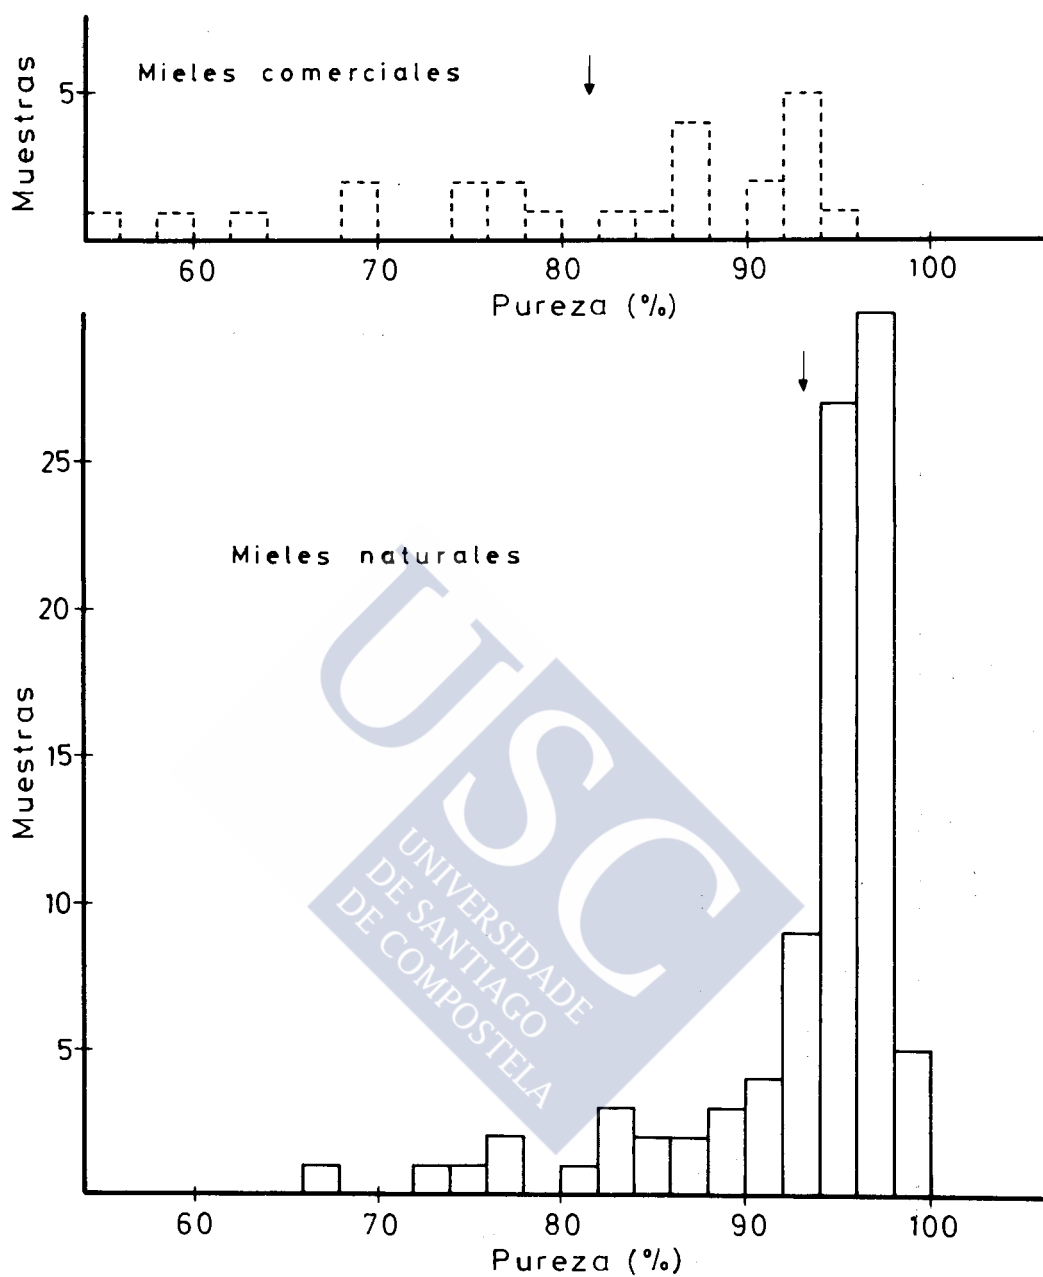 Mieles comerciales
Muestras
5
60 70 80 90 100
Pureza (%)
Mieles naturales
Muestras
25
20
15
10
5
60 70 80 90 100
Pureza (%)
USC
UNIVERSIDADE
DE SANTIAGO
DE COMPOSTELA